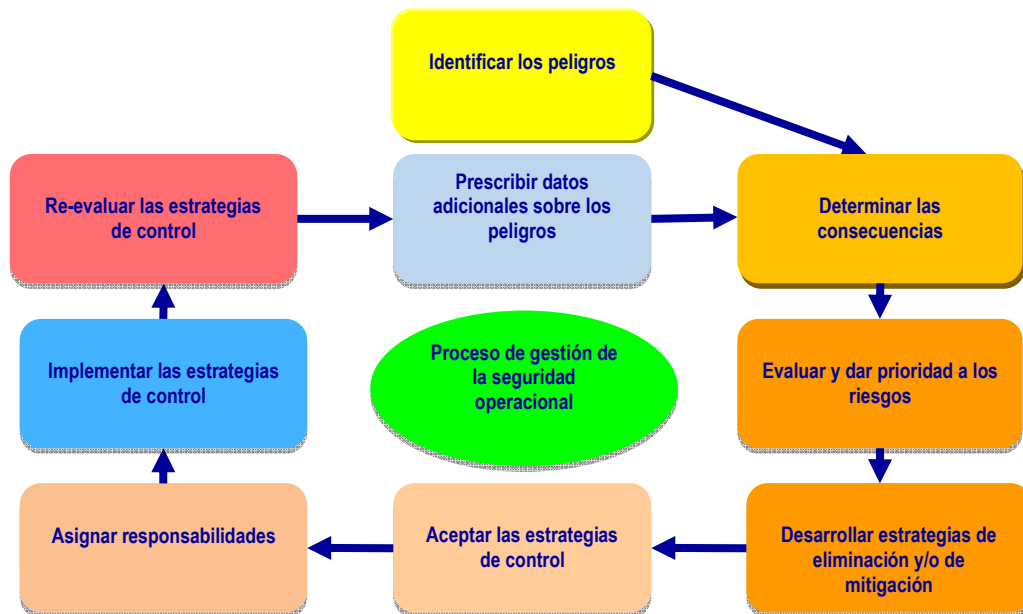 Identificar los peligros
Re-evaluar las estrategias
de control
Prescribir datos
adicionales sobre los
peligros
Determinar las
consecuencias
Implementar las estrategias
de control
Proceso de gestión de
la seguridad
operacional
Evaluar y dar prioridad a los
riesgos
Asignar responsabilidades
Aceptar las estrategias
de control
Desarrollar estrategias de
eliminación y/o de
mitigación